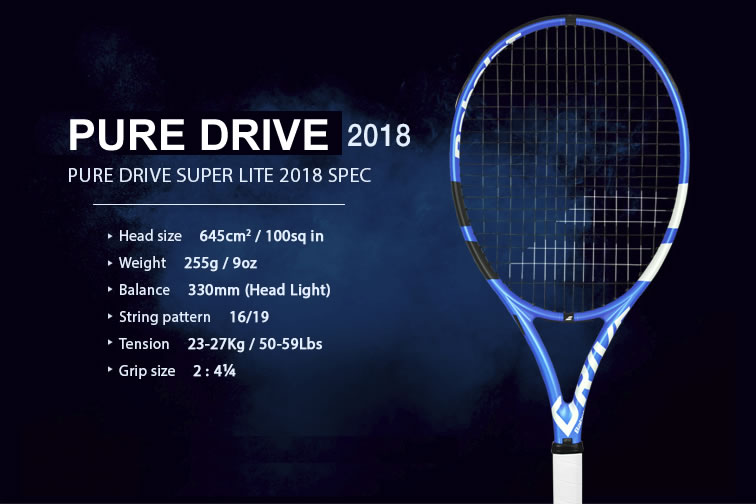 PURE DRIVE 2018
PURE DRIVE SUPER LITE 2018 SPEC
‣ Head size 645cm² / 100sq in
‣ Weight 255g / 9oz
‣ Balance 330mm (Head Light)
‣ String pattern 16/19
‣ Tension 23-27Kg / 50-59Lbs
‣ Grip size 2 : 4¼
DRIVE